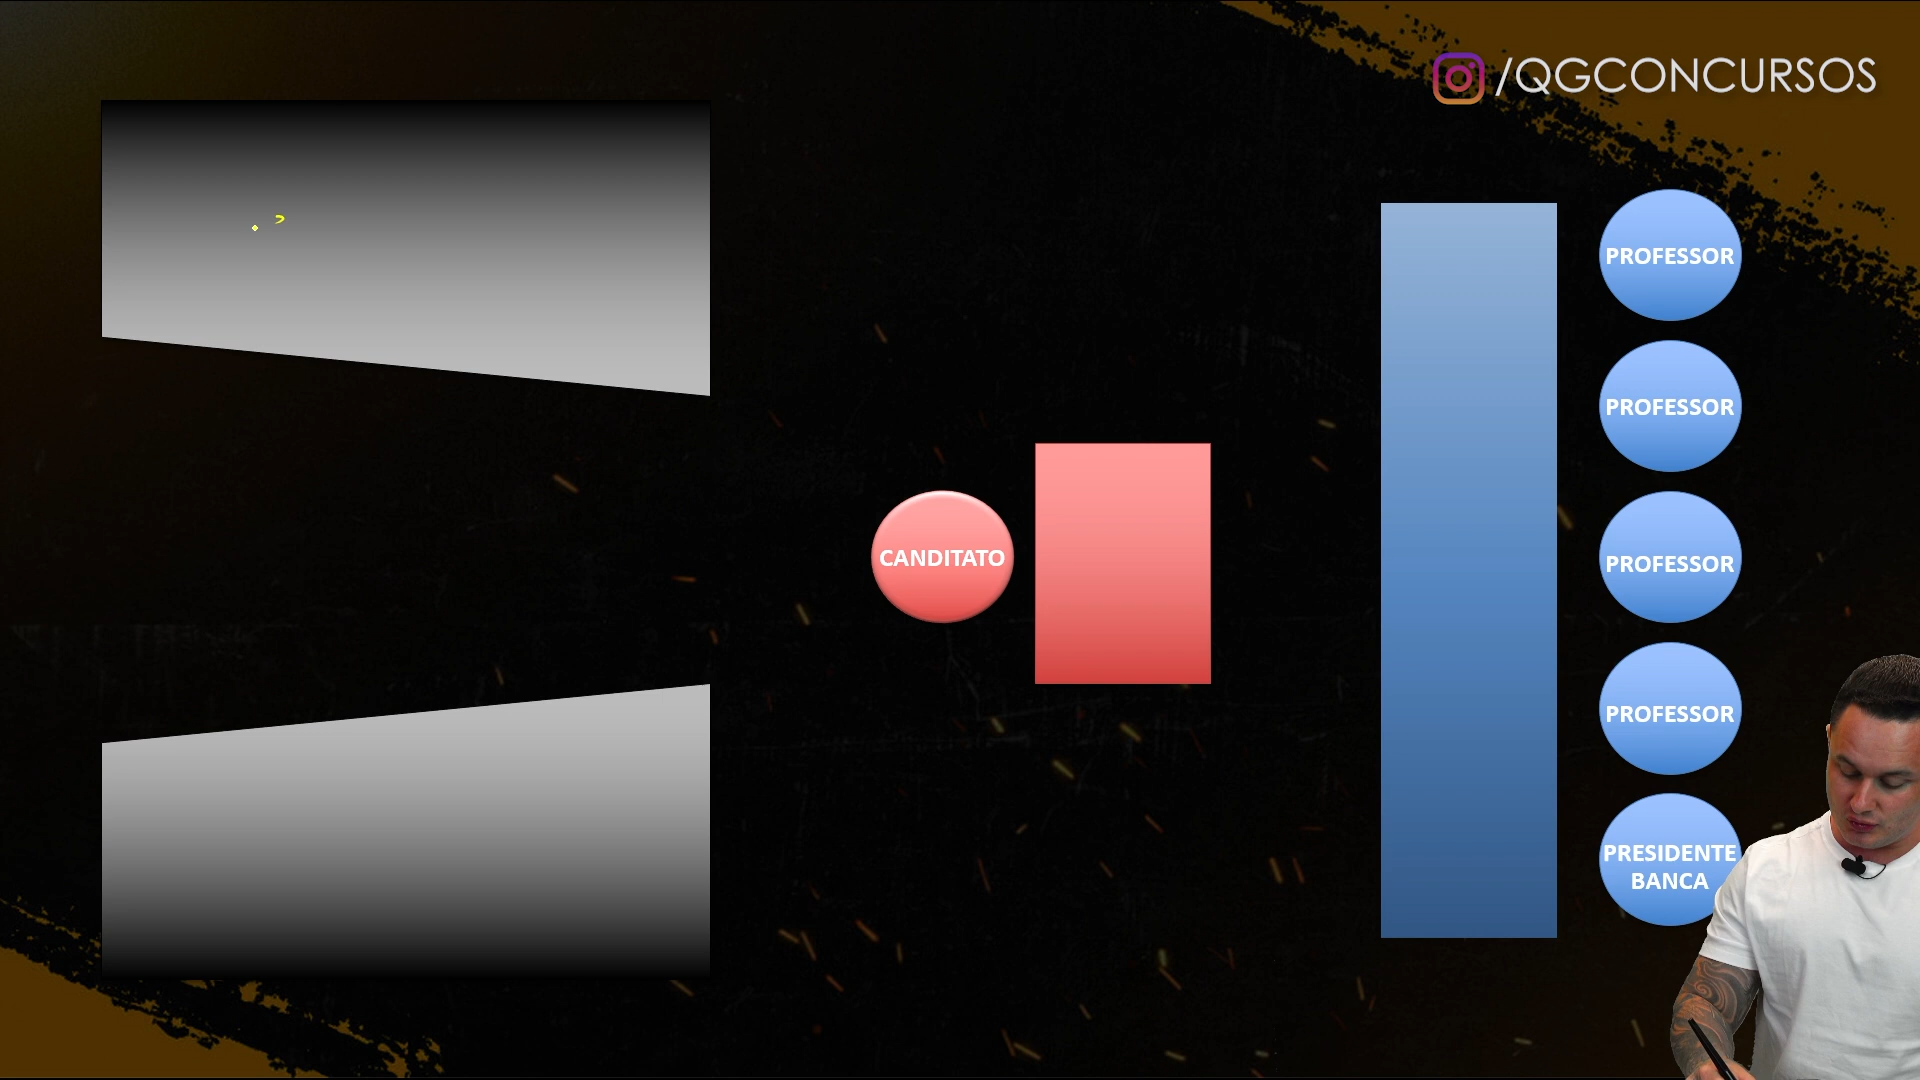 /QGCONCURSOS
PROFESSOR
PROFESSOR
CANDITATO
PROFESSOR
PROFESSOR
PRESIDENTE
BANCA